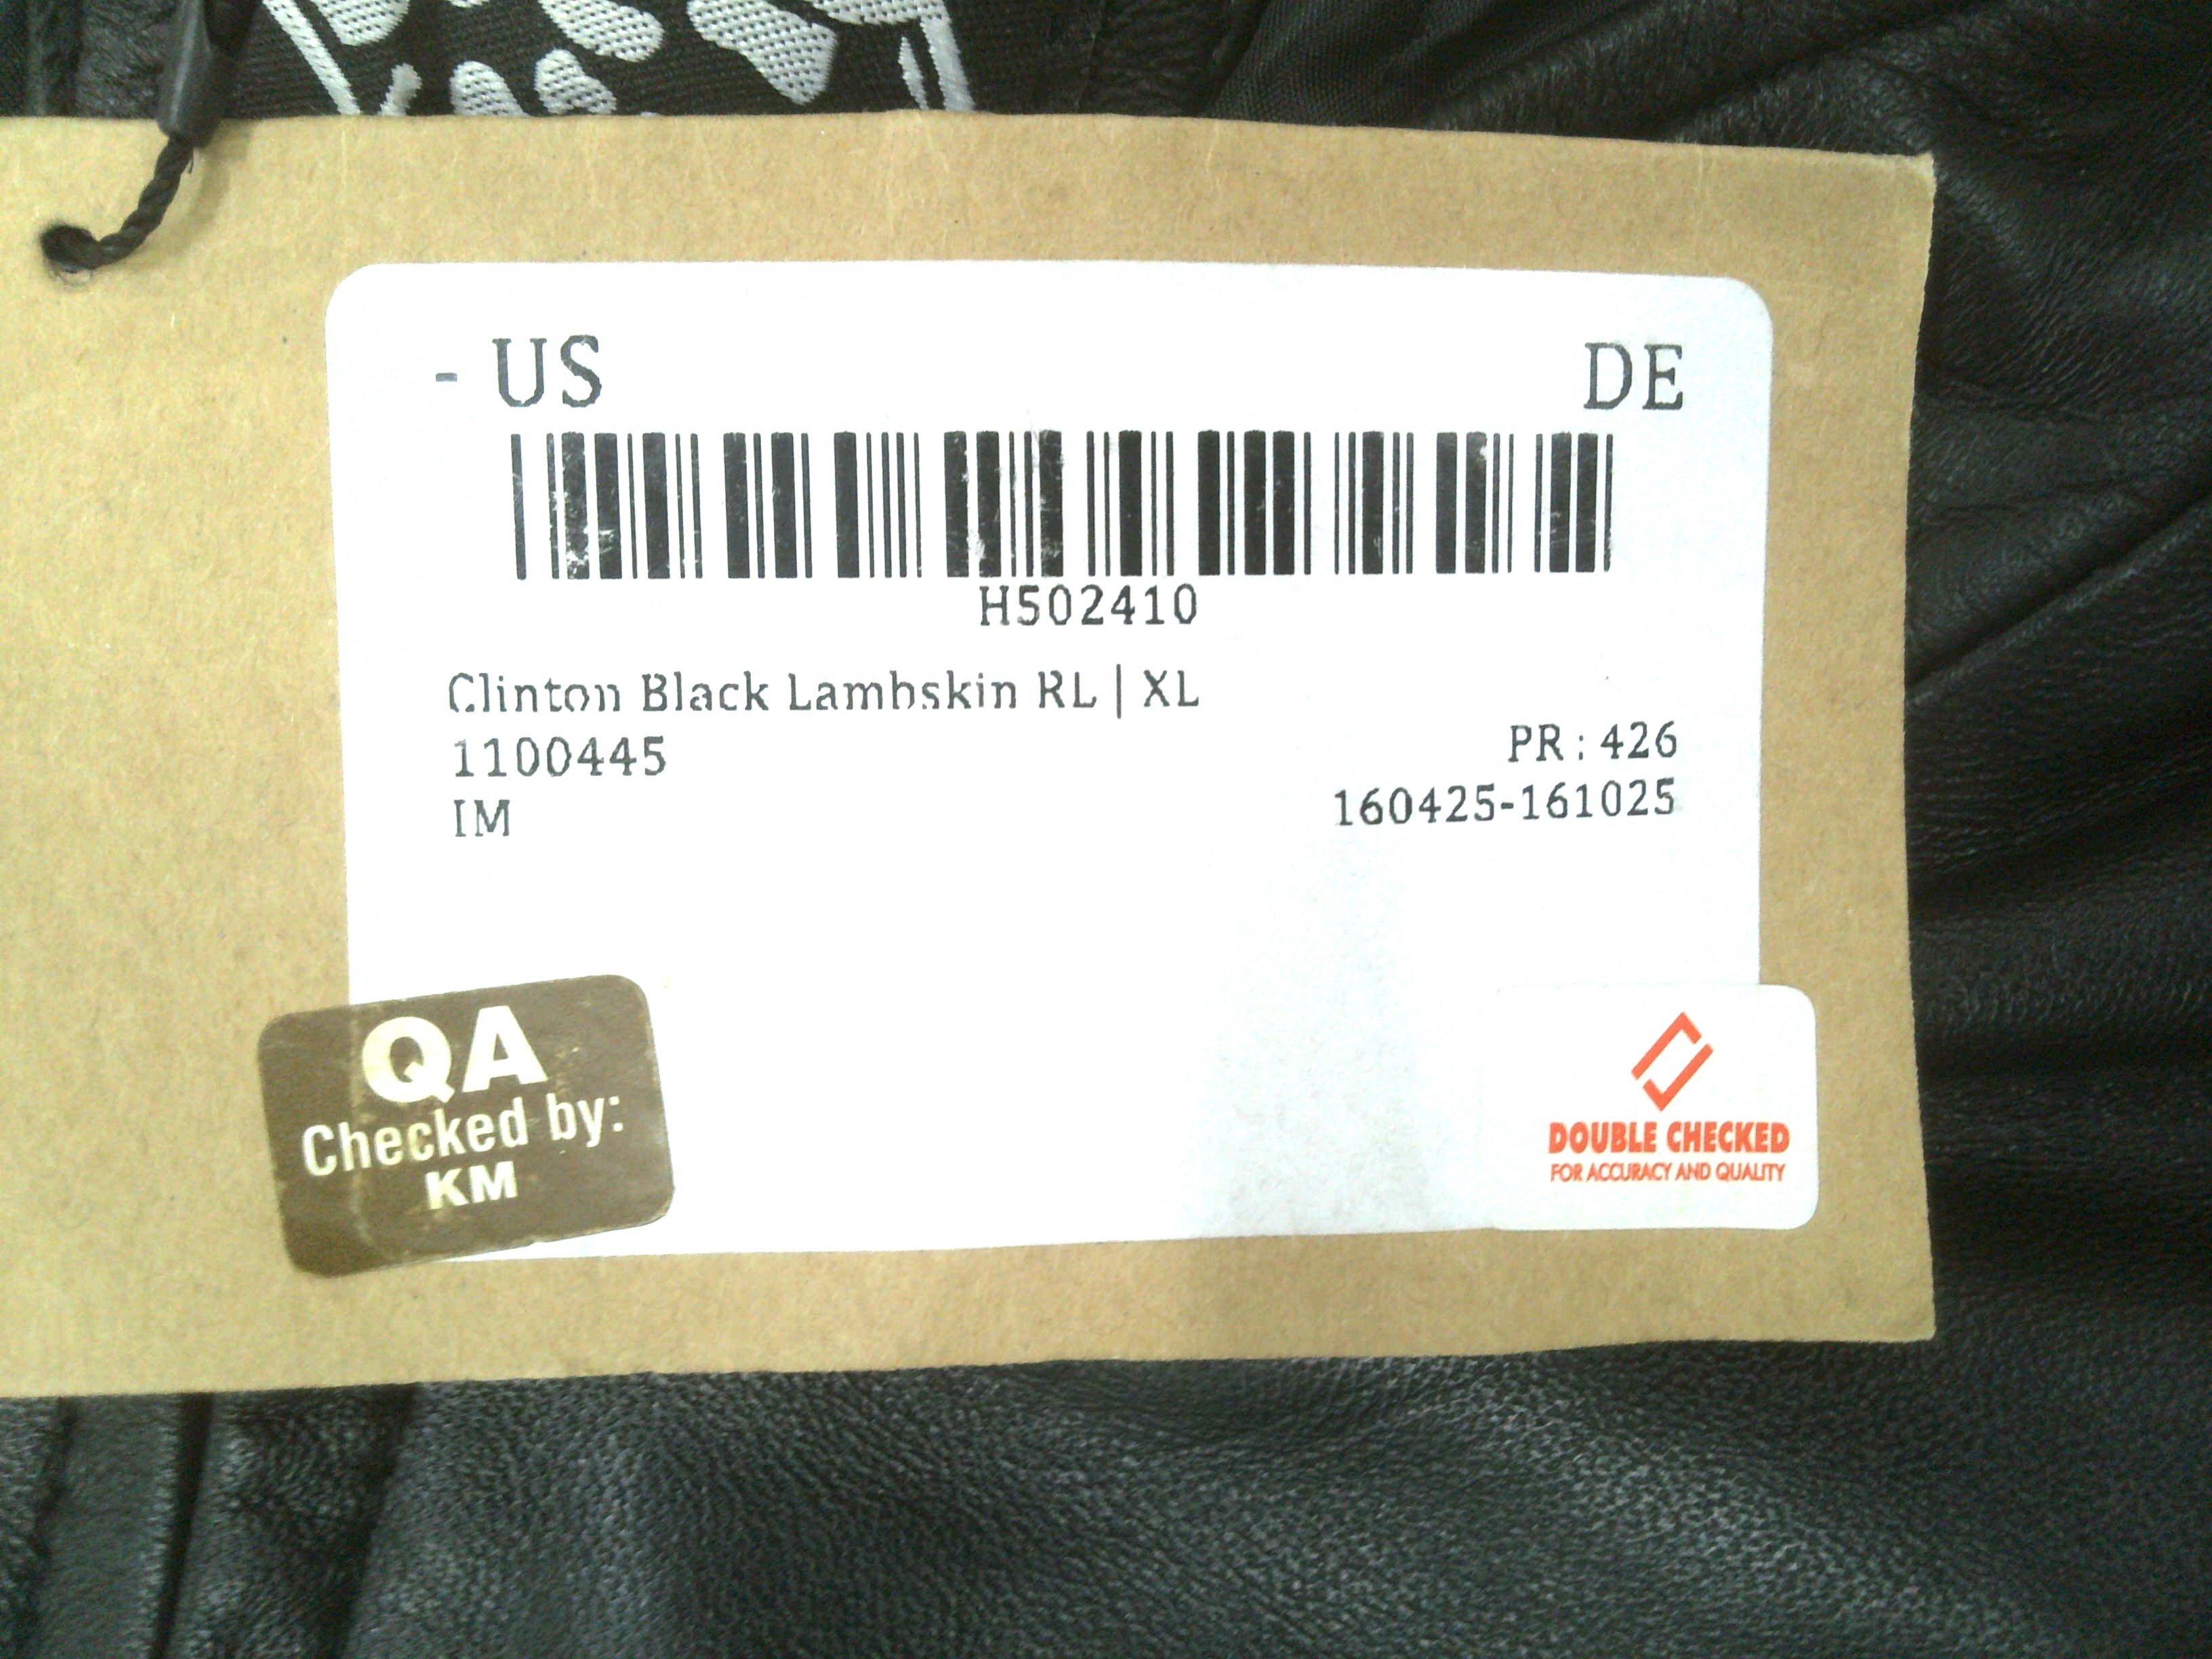 - US DE
H502410
Clinton Black Lambskin RL | XL
1100445 PR : 426
IM 160425-161025
QA
Checked by:
KM
DOUBLE CHECKED
FOR ACCURACY AND QUALITY